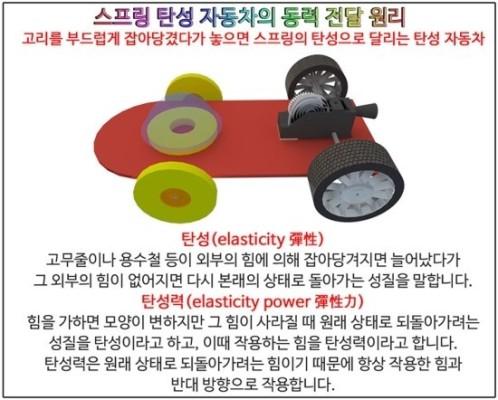 스프링 탄성 자동차의 동력 전달 원리
고리를 부드럽게 잡아당겼다가 놓으면 스프링의 탄성으로 달리는 탄성 자동차
탄성(elasticity 彈性)
고무줄이나 용수철 등이 외부의 힘에 의해 잡아당겨지면 늘어났다가
그 외부의 힘이 없어지면 다시 본래의 상태로 돌아가는 성질을 말합니다.
탄성력(elasticity power 彈性力)
힘을 가하면 모양이 변하지만 그 힘이 사라질 때 원래 상태로 되돌아가려는
성질을 탄성이라고 하고, 이때 작용하는 힘을 탄성력이라고 합니다.
탄성력은 원래 상태로 되돌아가려는 힘이기 때문에 항상 작용한 힘과
반대 방향으로 작용합니다.